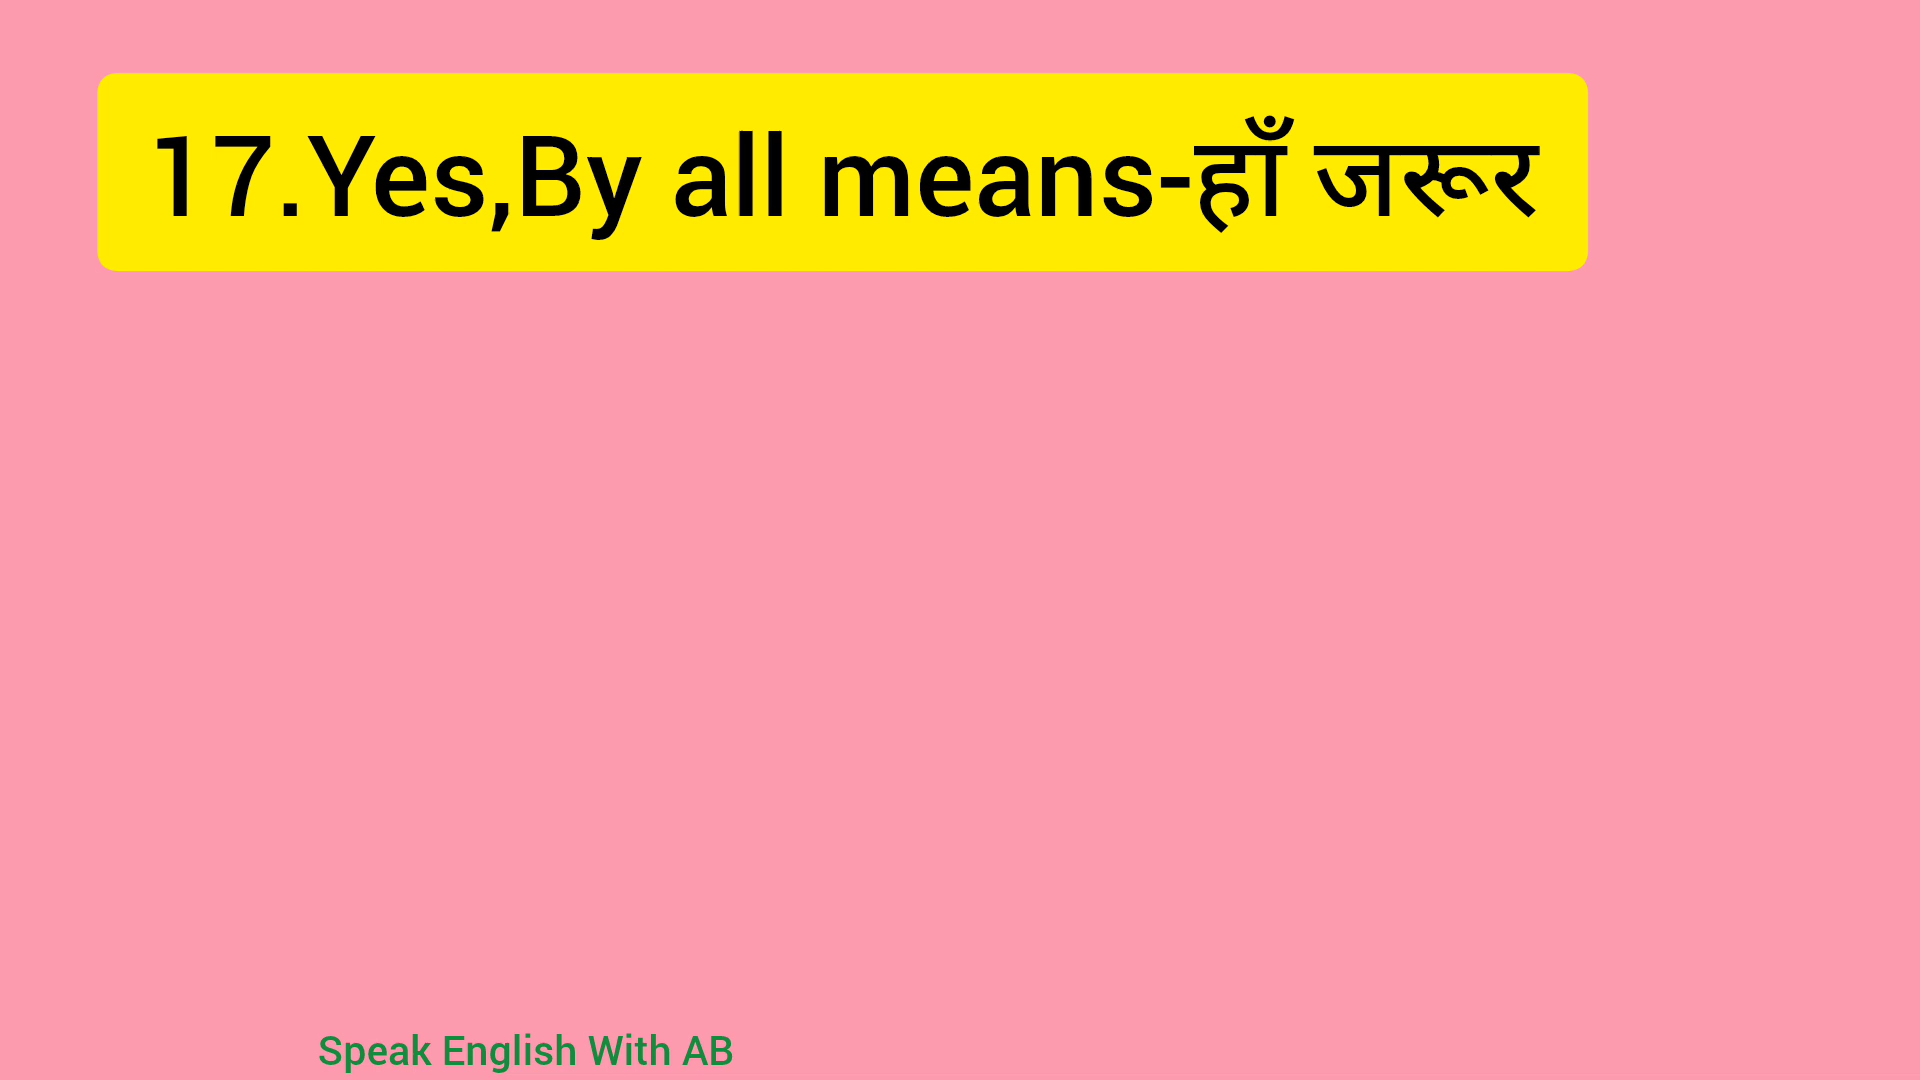 17.Yes,By all means-हाँ जरूर
Speak English With AB